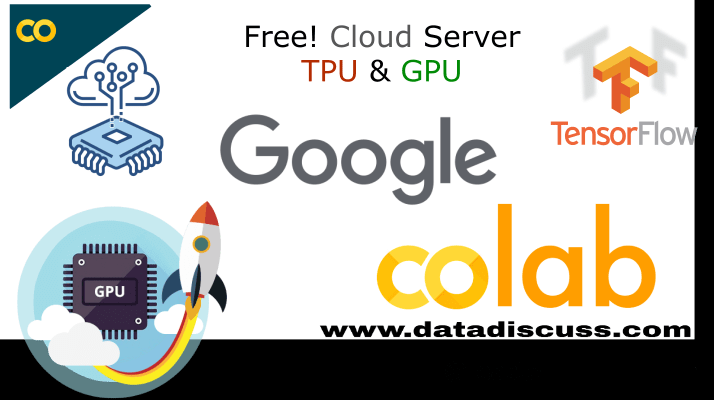 CO
Free! Cloud Server
TPU & GPU
TensorFlow
Google
colab
GPU
www.datadiscuss.com